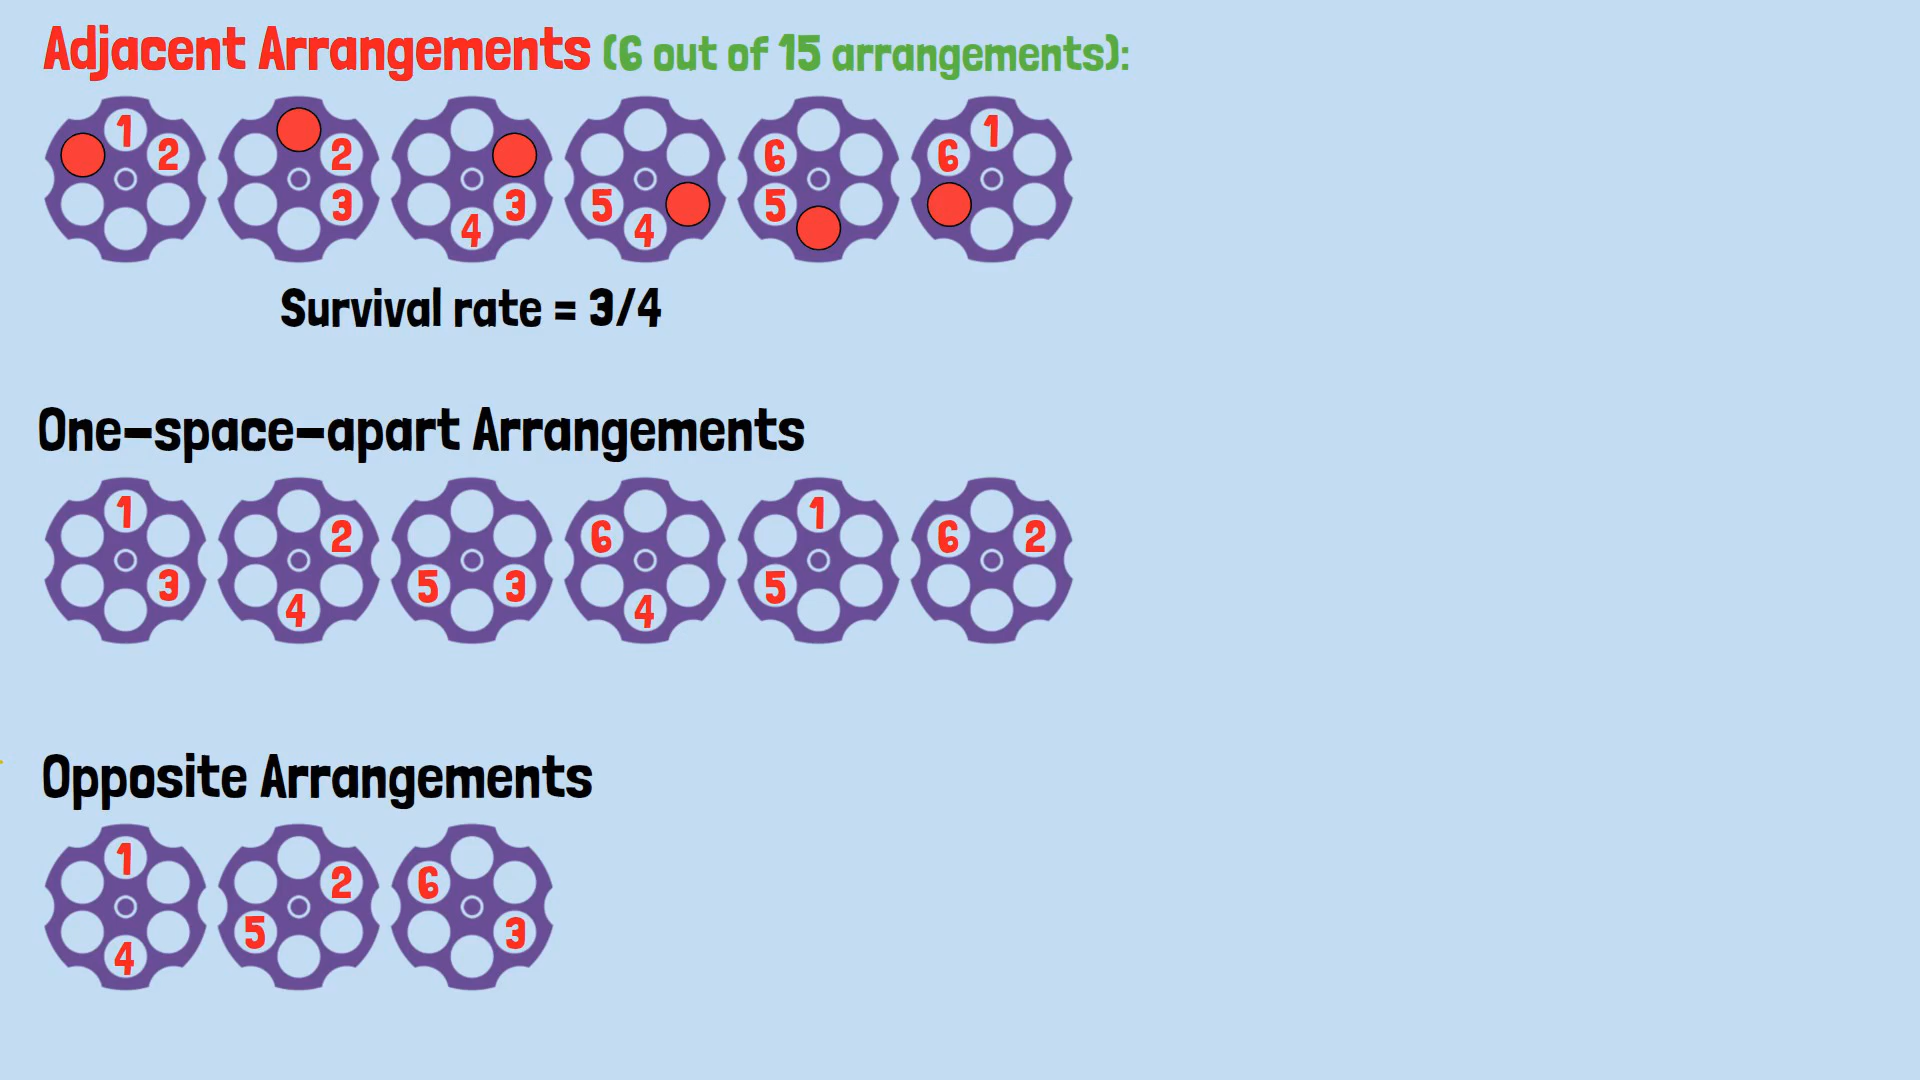 Adjacent Arrangements (6 out of 15 arrangements):
1 2 2 3 3 4 5 4 6 5 6 1
Survival rate = 3/4
One-space-apart Arrangements
1 3 2 4 5 3 6 4 1 5 6 2
Opposite Arrangements
1 4 2 5 6 3